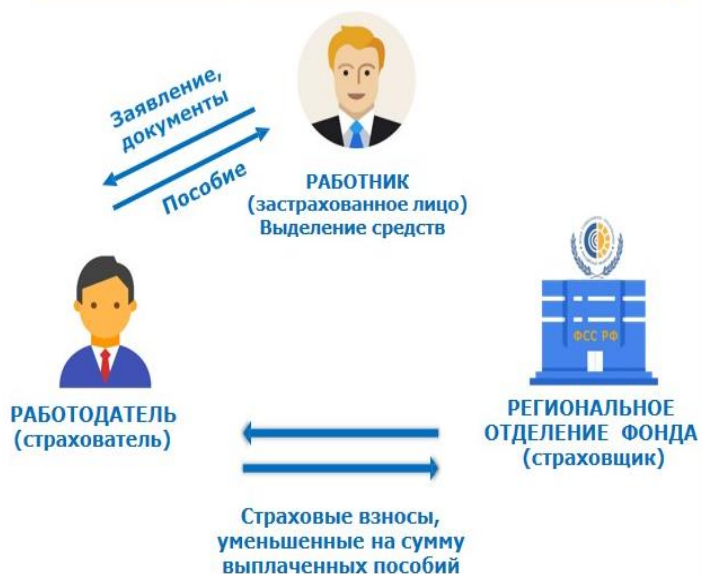 Заявление,
документы
Пособие
РАБОТНИК
(застрахованное лицо)
Выделение средств
ФСС РФ
РАБОТОДАТЕЛЬ
(страхователь)
РЕГИОНАЛЬНОЕ
ОТДЕЛЕНИЕ ФОНДА
(страховщик)
Страховые взносы,
уменьшенные на сумму
выплаченных пособий